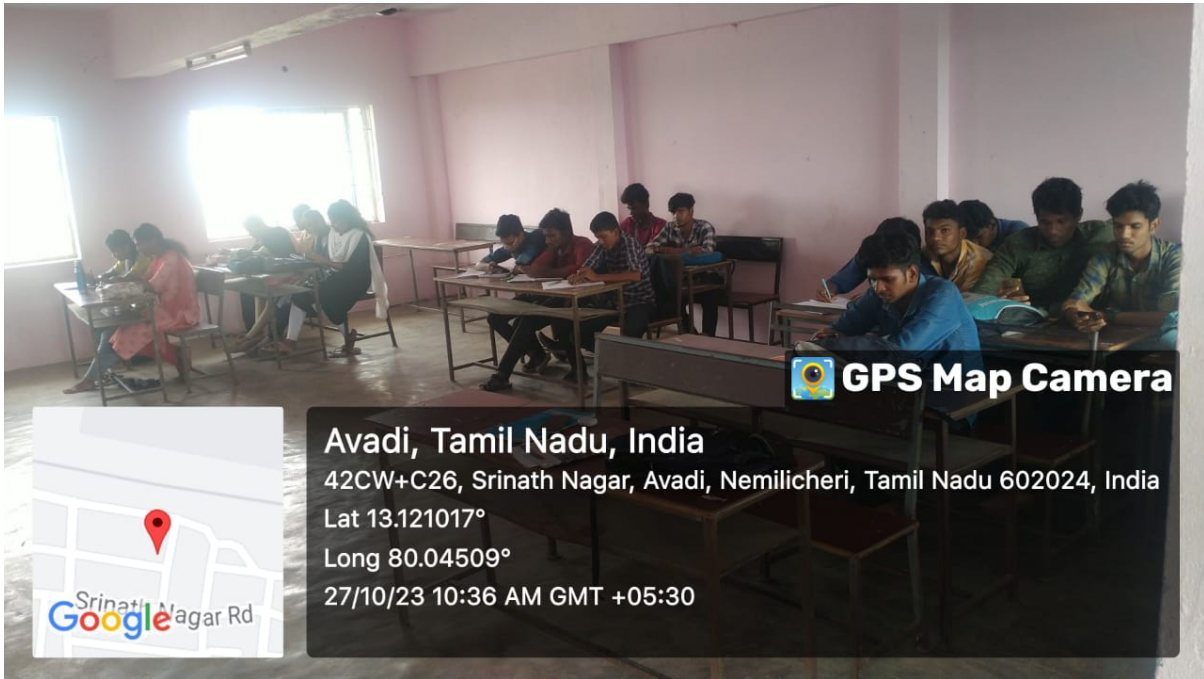 GPS Map Camera
Avadi, Tamil Nadu, India
42CW+C26, Srinath Nagar, Avadi, Nemilicheri, Tamil Nadu 602024, India
Lat 13.121017°
Long 80.04509°
27/10/23 10:36 AM GMT +05:30
Srinath Nagar Rd
Google